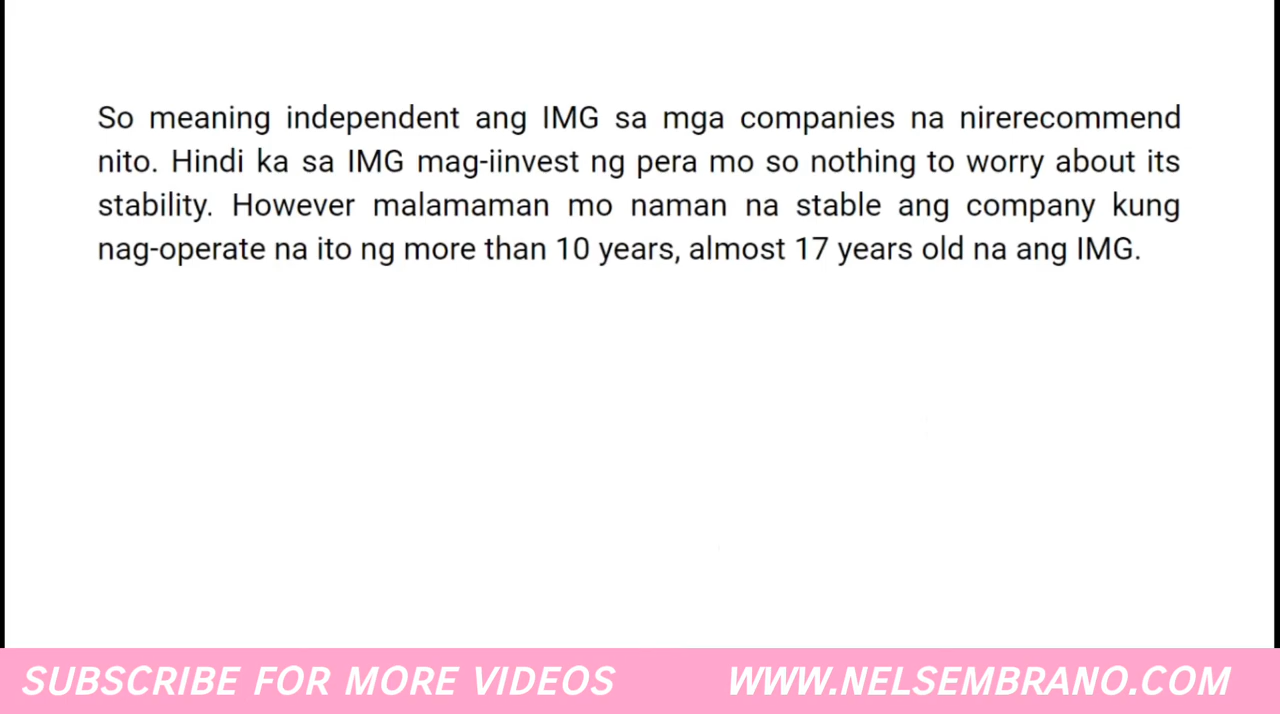 So meaning independent ang IMG sa mga companies na nirerecommend
nito. Hindi ka sa IMG mag-iinvest ng pera mo so nothing to worry about its
stability. However malamaman mo naman na stable ang company kung
nag-operate na ito ng more than 10 years, almost 17 years old na ang IMG.
SUBSCRIBE FOR MORE VIDEOS
WWW.NELSEMBRANO.COM